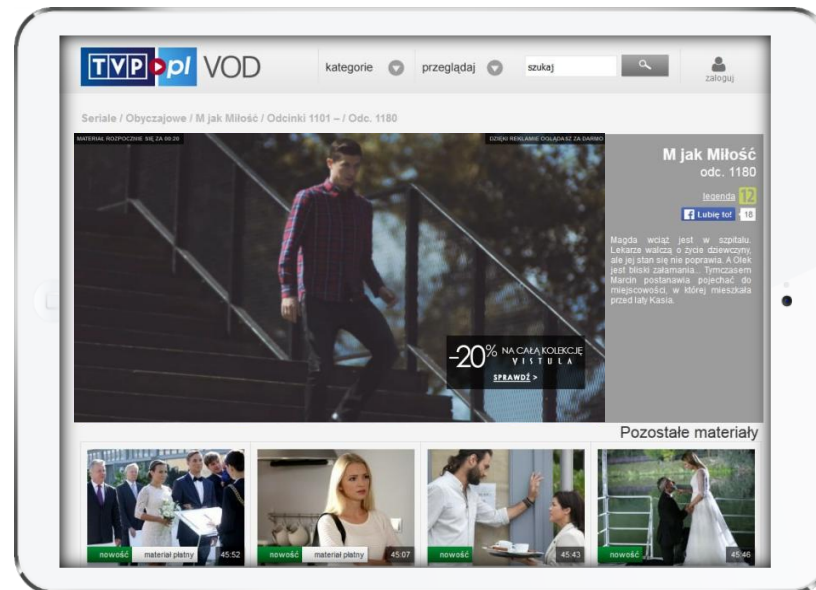 TVP.pl VOD
kategorie
przeglądaj
szukaj
zaloguj
Seriale / Obyczajowe / M jak Miłość / Odcinki 1101 – / Odc. 1180
MATERIAŁ ROZPOCZNIE SIĘ ZA 00:20
DZIĘKI REKLAMIE OGLĄDASZ ZA DARMO
-20% NA CAŁĄ KOLEKCJĘ
VISTULA
SPRAWDŹ >
M jak Miłość
odc. 1180
legenda 12
Lubię to! 18
Magda wciąż jest w szpitalu.
Lekarze walczą o życie dziewczyny,
ale jej stan się nie poprawia. A Olek
jest bliski załamania... Tymczasem
Marcin postanawia pojechać do
miejscowości, w której mieszkała
przed laty Kasia.
Pozostałe materiały
nowość materiał płatny 45:52
nowość materiał płatny 45:07
nowość 45:43
nowość 45:46